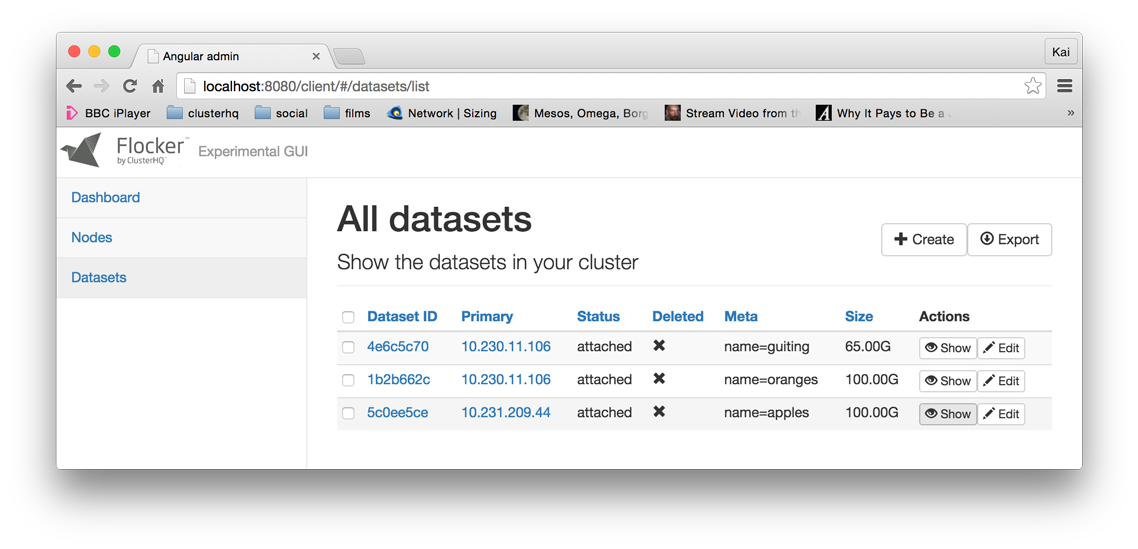 Angular admin
Kai
localhost:8080/client/#/datasets/list
BBC iPlayer clusterhq social films Network | Sizing Mesos, Omega, Borg Stream Video from th Why It Pays to Be a »
Flocker™ Experimental GUI
by ClusterHQ™
Dashboard
Nodes
Datasets
All datasets
Show the datasets in your cluster
Create Export
Dataset ID Primary Status Deleted Meta Size Actions
4e6c5c70 10.230.11.106 attached name=guiting 65.00G Show Edit
1b2b662c 10.230.11.106 attached name=oranges 100.00G Show Edit
5c0ee5ce 10.231.209.44 attached name=apples 100.00G Show Edit